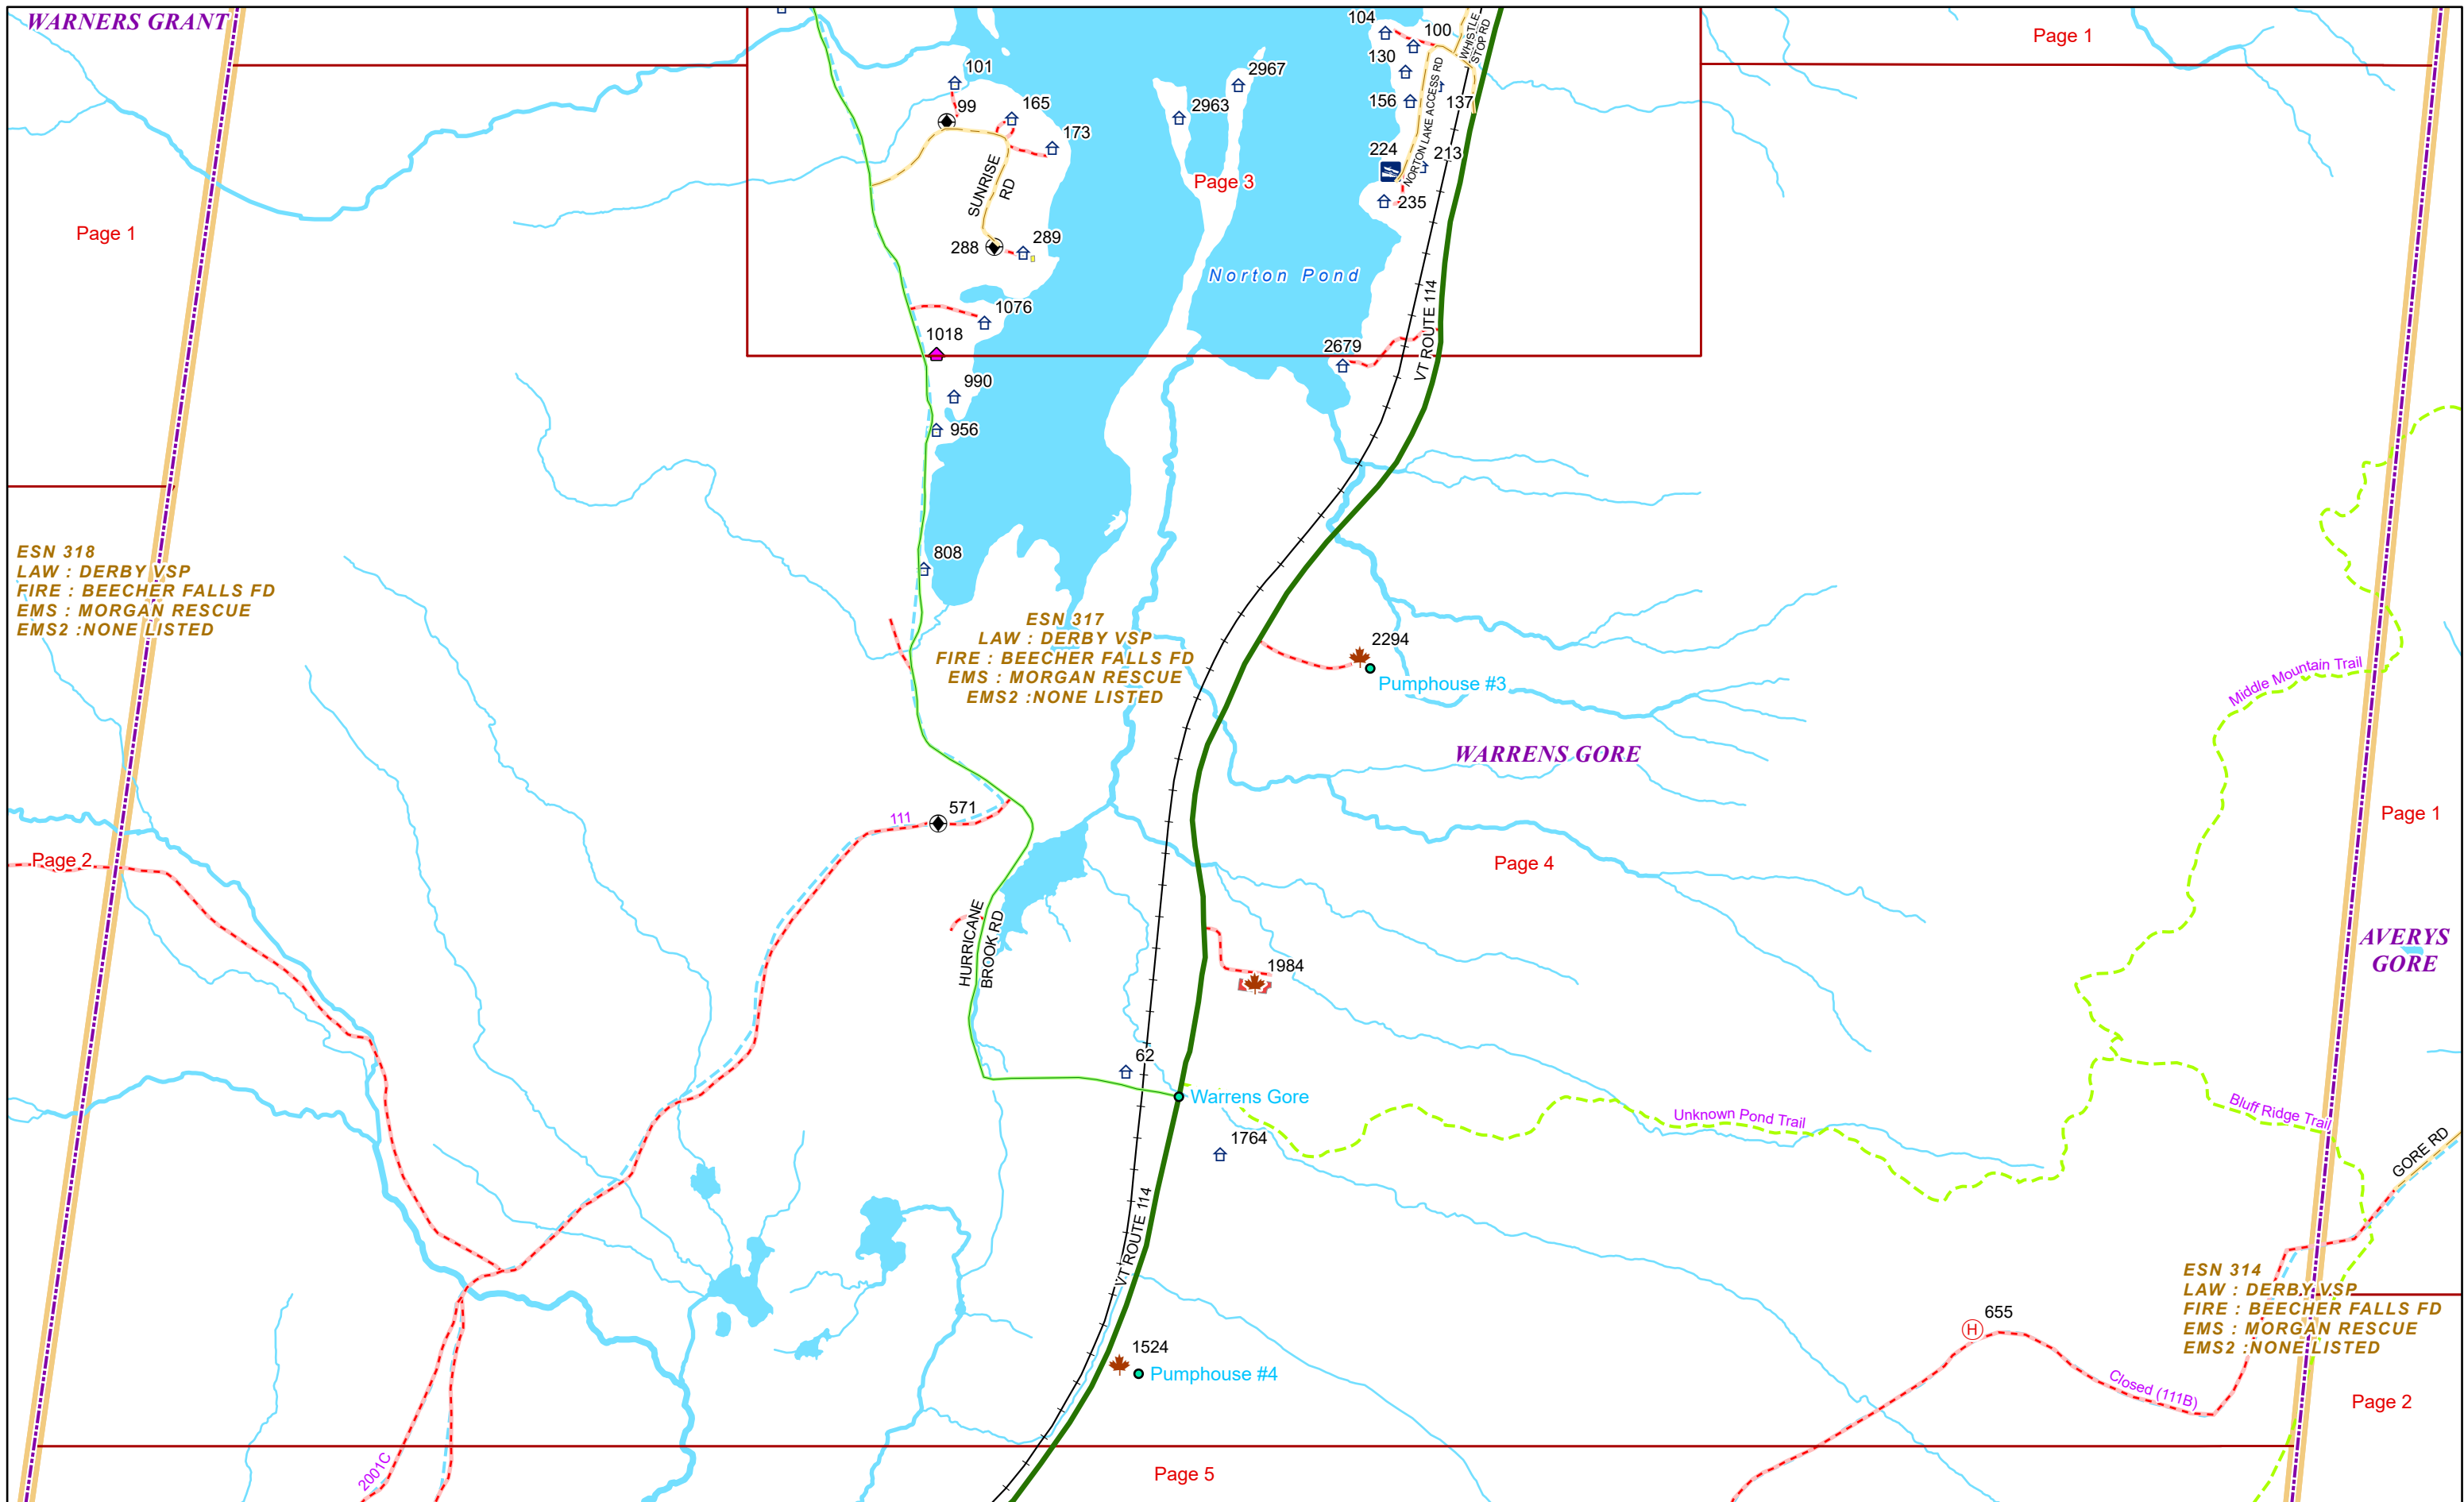 WARNERS GRANT
104
100
WHISTLE
STOP RD
Page 1
130
101
2967
99
165
2963
156
137
NORTON LAKE ACCESS RD
173
224
213
SUNRISE
RD
Page 3
235
Page 1
288
289
Norton Pond
1076
1018
VT ROUTE 114
2679
990
956
ESN 318
LAW : DERBY VSP
FIRE : BEECHER FALLS FD
EMS : MORGAN RESCUE
EMS2 :NONE LISTED
808
ESN 317
LAW : DERBY VSP
FIRE : BEECHER FALLS FD
EMS : MORGAN RESCUE
EMS2 :NONE LISTED
2294
Pumphouse #3
Middle Mountain Trail
WARRENS GORE
111
571
Page 1
Page 2
Page 4
HURRICANE
BROOK RD
AVERYS
GORE
1984
62
Warrens Gore
Unknown Pond Trail
Bluff Ridge Trail
1764
GORE RD
VT ROUTE 114
ESN 314
LAW : DERBY VSP
FIRE : BEECHER FALLS FD
EMS : MORGAN RESCUE
EMS2 :NONE LISTED
H
655
1524
Pumphouse #4
Closed (111B)
Page 2
2001C
Page 5